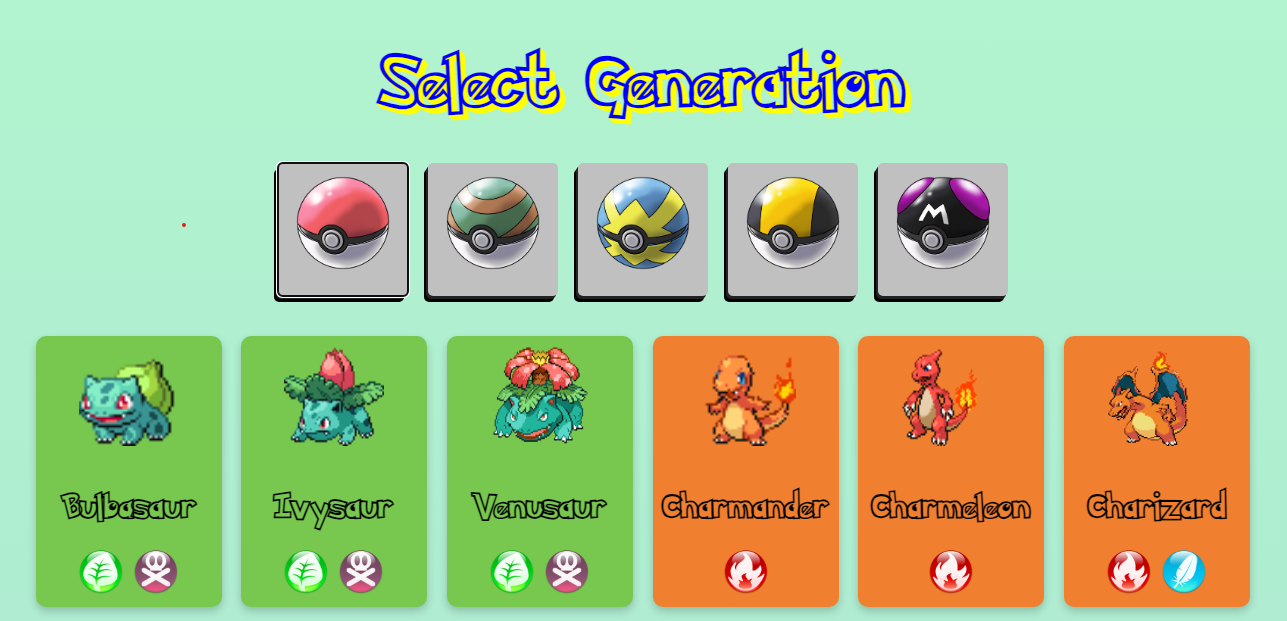 Select Generation
M
Bulbasaur
Ivysaur
Venusaur
Charmander
Charmeleon
Charizard